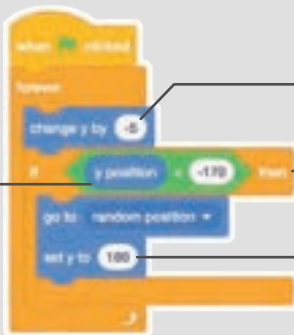 when clicked
forever
change y by -5
if y position < -170 then
go to random position
set y to 180